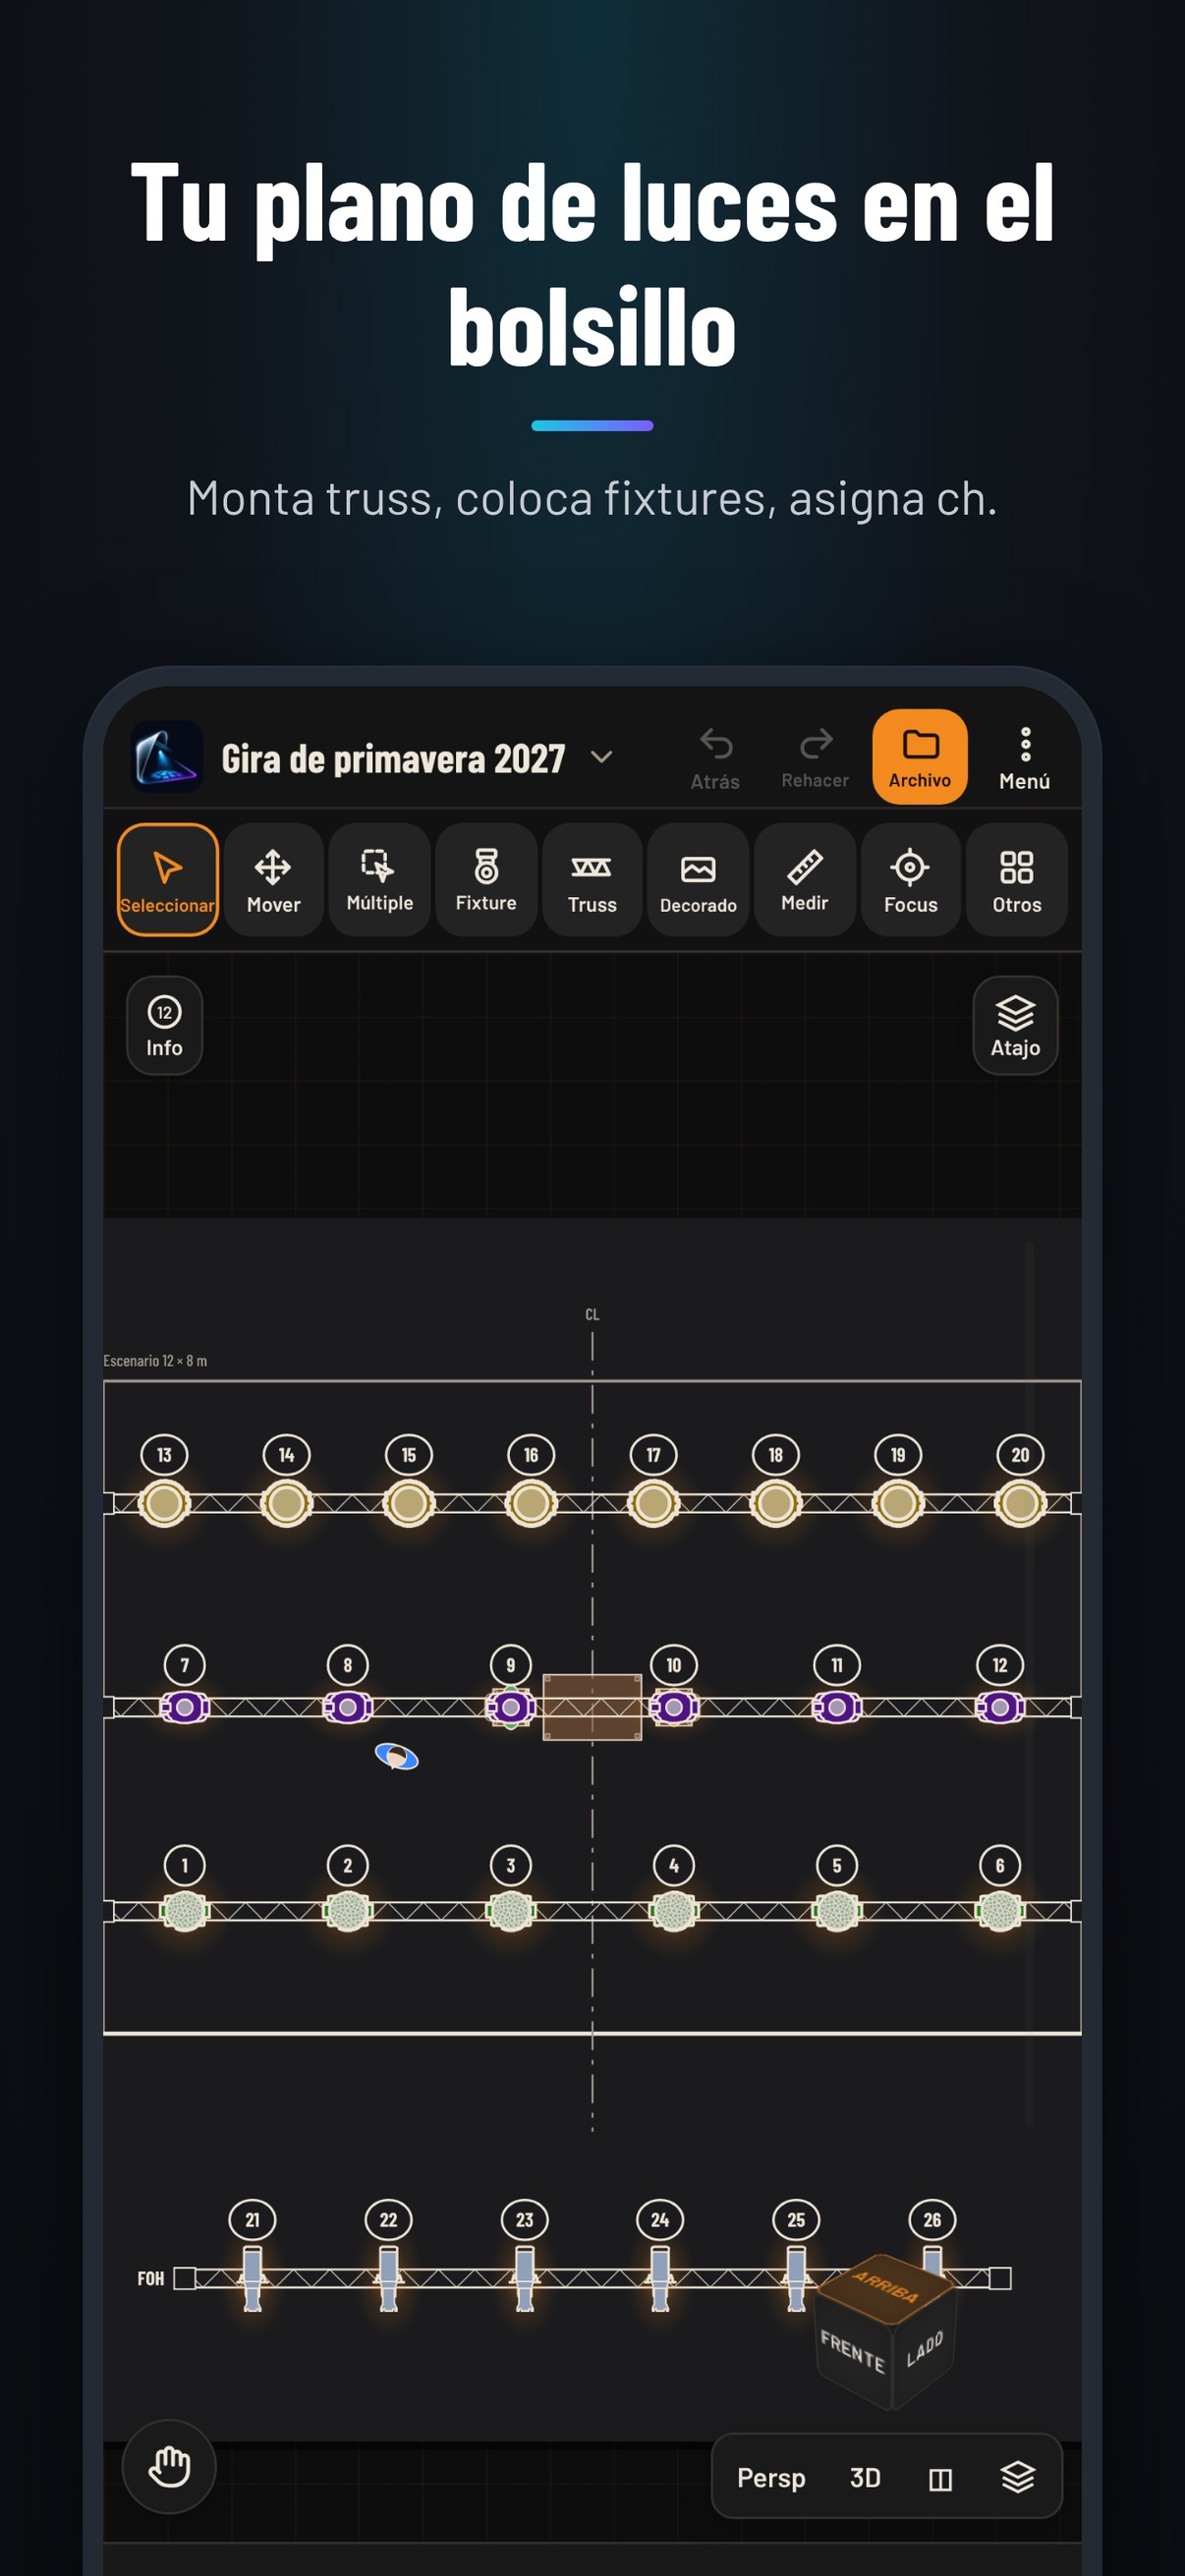 Tu plano de luces en el
bolsillo
Monta truss, coloca fixtures, asigna ch.
Gira de primavera 2027
Atrás
Rehacer
Archivo
Menú
Seleccionar
Mover
Múltiple
Fixture
Truss
Decorado
Medir
Focus
Otros
12
Info
Atajo
CL
Escenario 12 × 8 m
13 14 15 16 17 18 19 20
7 8 9 10 11 12
1 2 3 4 5 6
21 22 23 24 25 26
FOH
ARRIBA
FRENTE
LADO
Persp
3D